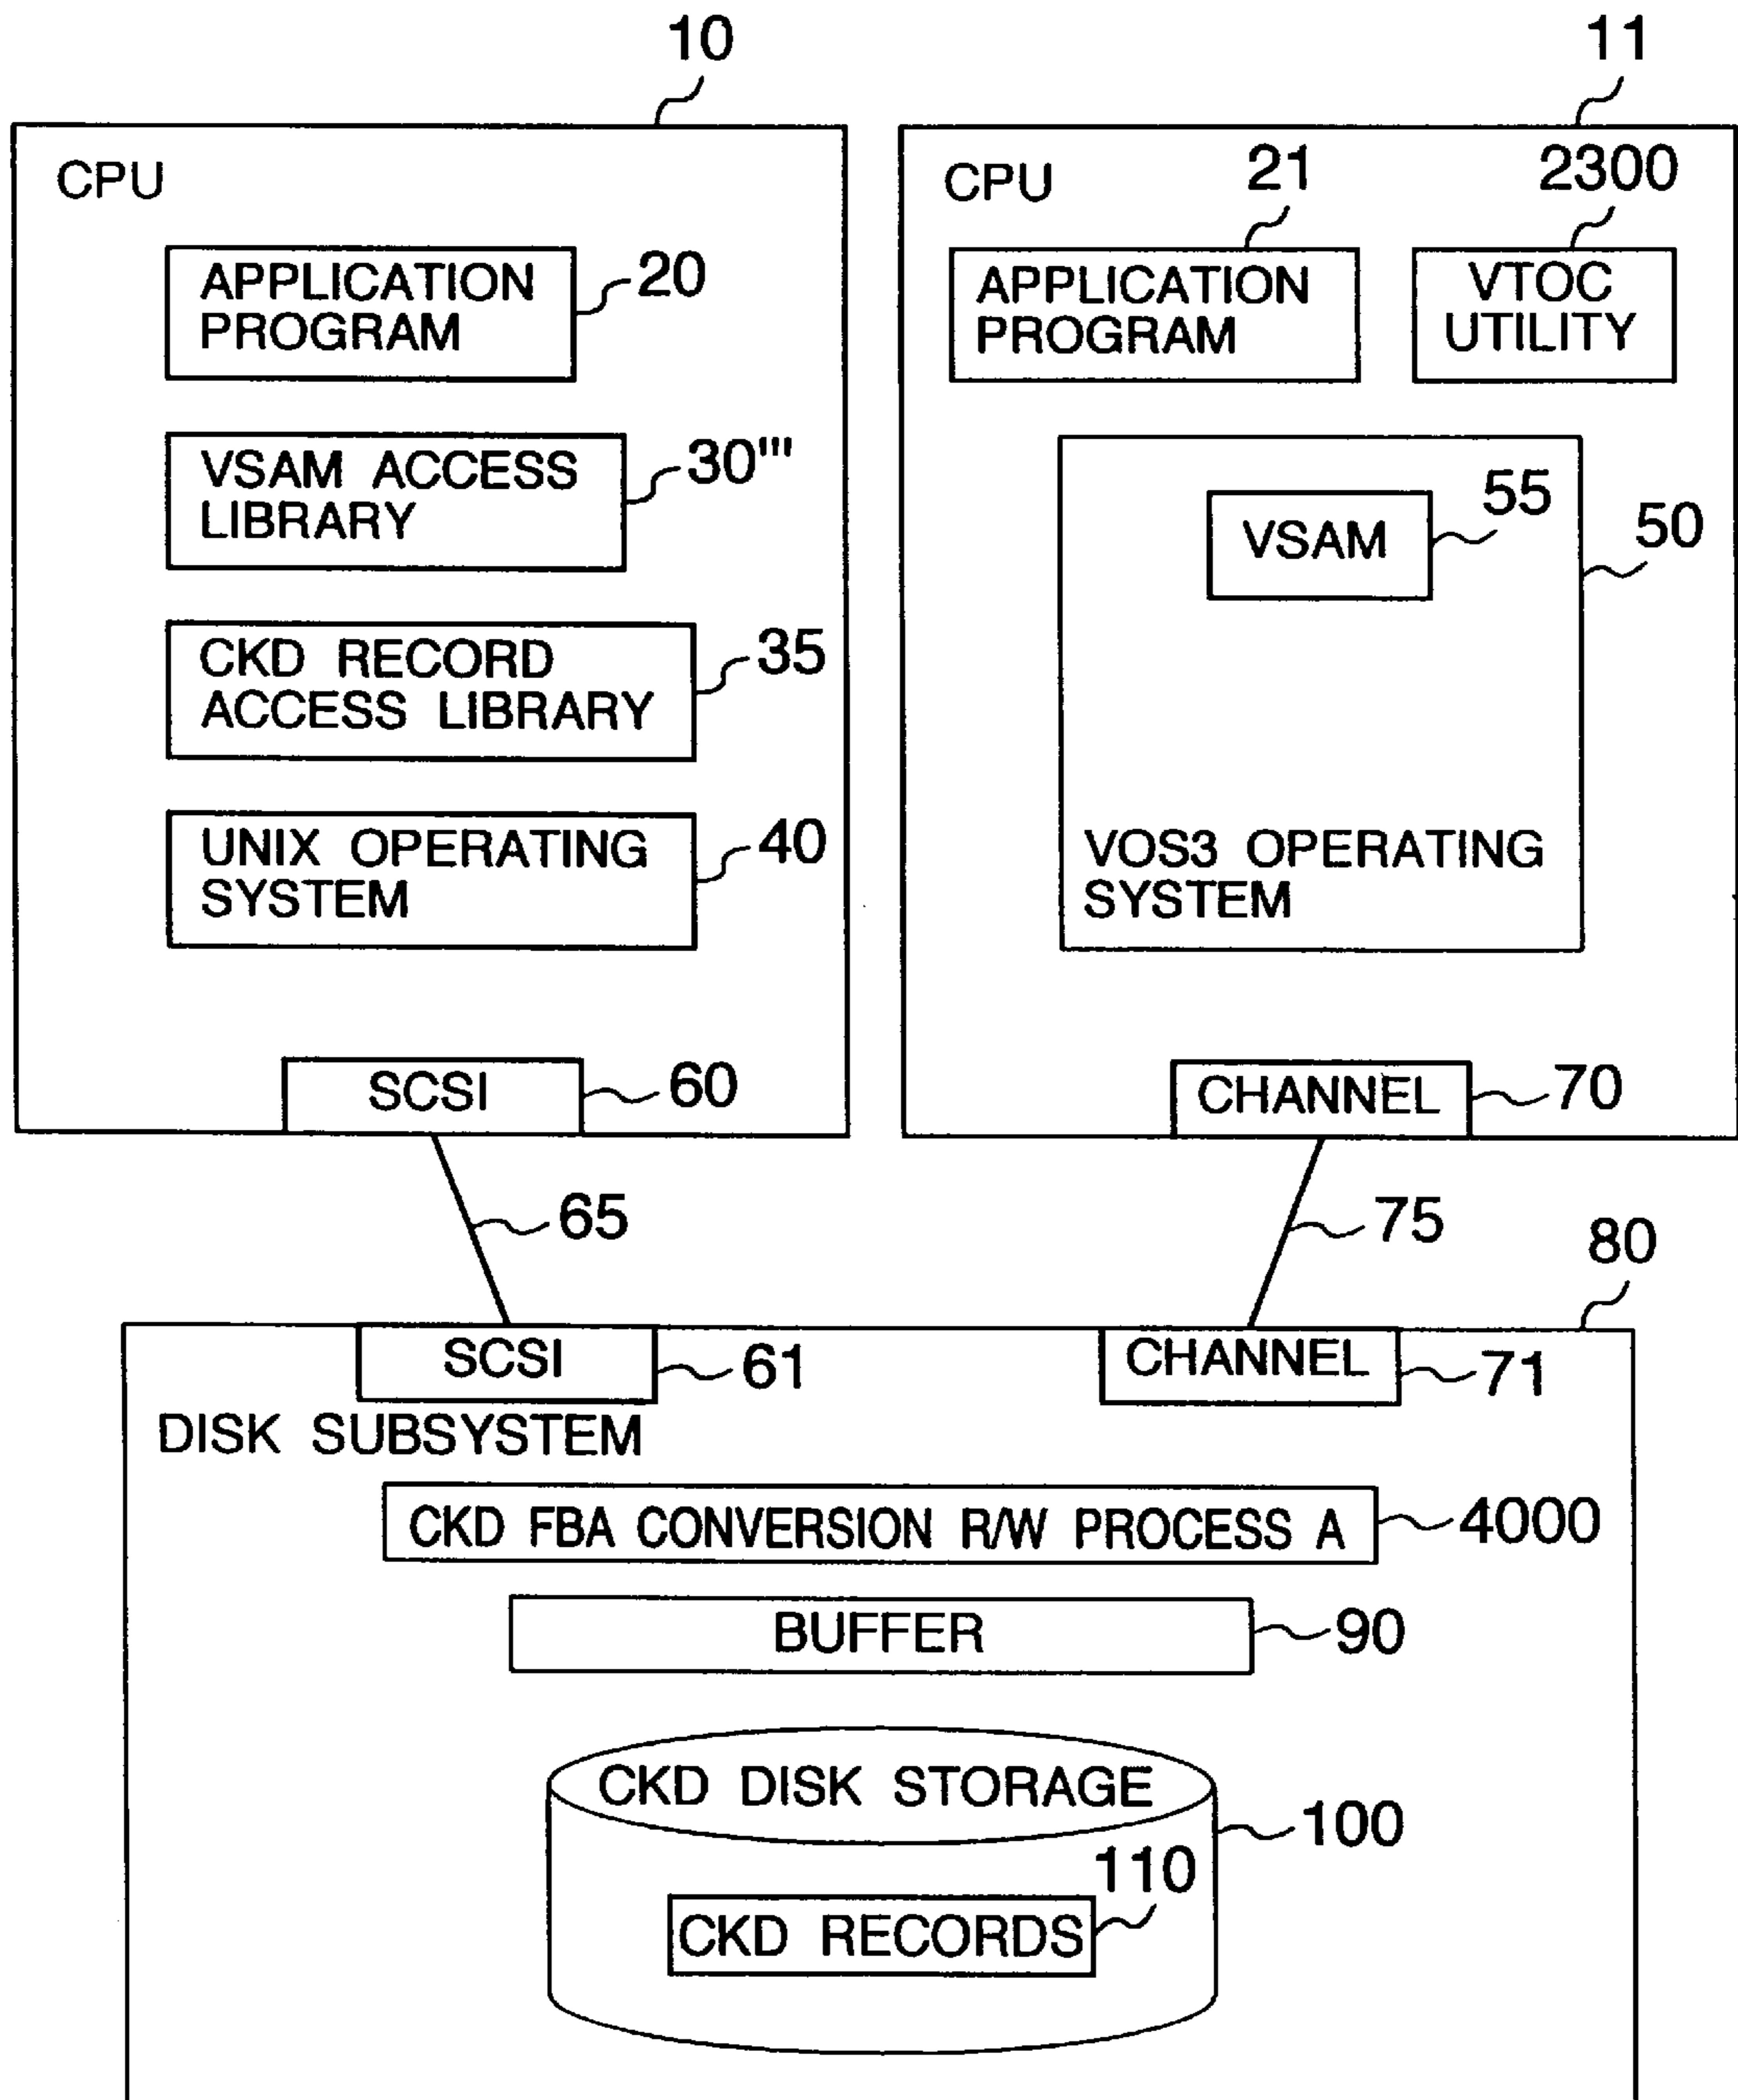 10
11
CPU
CPU
21
2300
APPLICATION
PROGRAM
20
APPLICATION
PROGRAM
VTOC
UTILITY
VSAM ACCESS
LIBRARY
30'''
VSAM
55
50
CKD RECORD
ACCESS LIBRARY
35
UNIX OPERATING
SYSTEM
40
VOS3 OPERATING
SYSTEM
SCSI
60
CHANNEL
70
65
75
80
SCSI
61
CHANNEL
71
DISK SUBSYSTEM
CKD FBA CONVERSION R/W PROCESS A
4000
BUFFER
90
CKD DISK STORAGE
100
110
CKD RECORDS